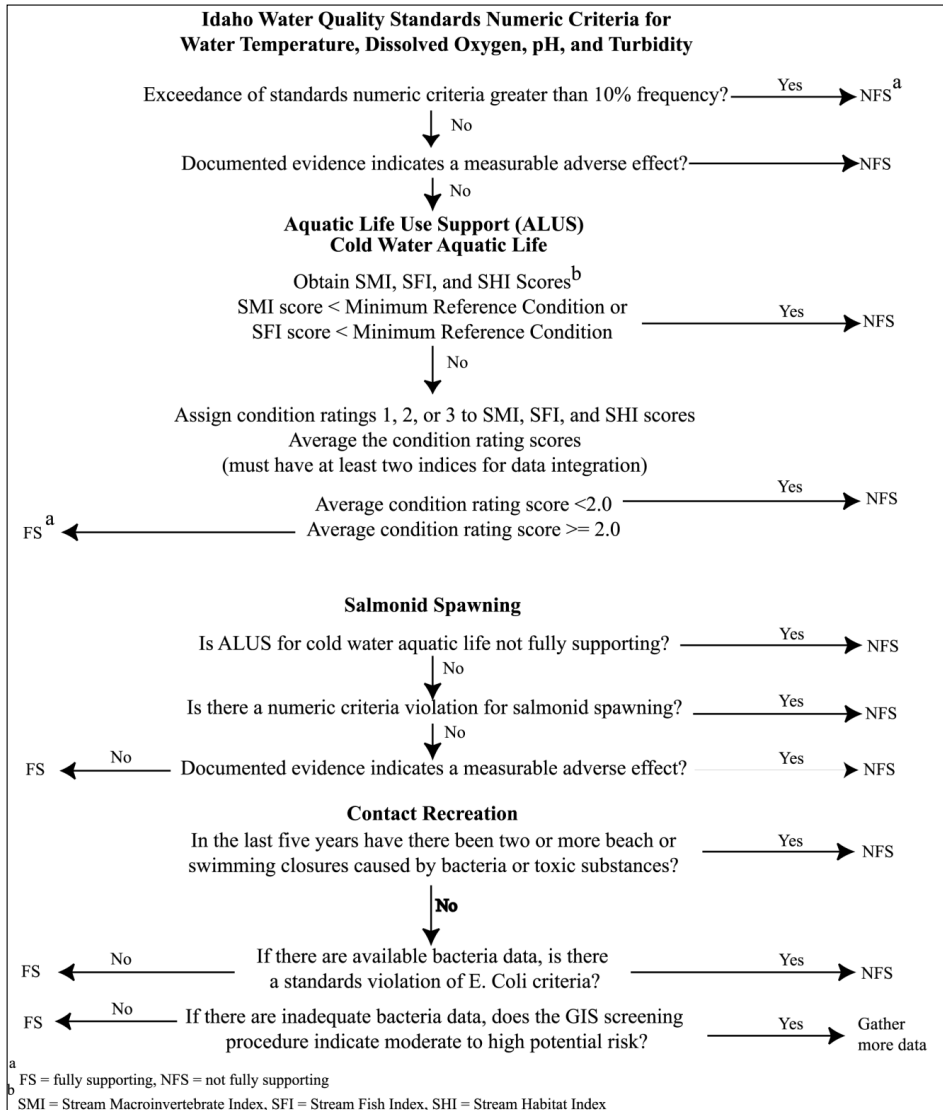 Idaho Water Quality Standards Numeric Criteria for
Water Temperature, Dissolved Oxygen, pH, and Turbidity
Exceedance of standards numeric criteria greater than 10% frequency? Yes NFS a
No
Documented evidence indicates a measurable adverse effect? NFS
No
Aquatic Life Use Support (ALUS)
Cold Water Aquatic Life
Obtain SMI, SFI, and SHI Scores b
SMI score < Minimum Reference Condition or
SFI score < Minimum Reference Condition
Yes NFS
No
Assign condition ratings 1, 2, or 3 to SMI, SFI, and SHI scores
Average the condition rating scores
(must have at least two indices for data integration)
Average condition rating score <2.0 Yes NFS
FS a Average condition rating score >= 2.0
Salmonid Spawning
Is ALUS for cold water aquatic life not fully supporting? Yes NFS
No
Is there a numeric criteria violation for salmonid spawning? Yes NFS
No
FS No Documented evidence indicates a measurable adverse effect? Yes NFS
Contact Recreation
In the last five years have there been two or more beach or
swimming closures caused by bacteria or toxic substances?
Yes NFS
No
FS No If there are available bacteria data, is there
a standards violation of E. Coli criteria? Yes NFS
FS No If there are inadequate bacteria data, does the GIS screening
procedure indicate moderate to high potential risk? Yes Gather
more data
a FS = fully supporting, NFS = not fully supporting
b SMI = Stream Macroinvertebrate Index, SFI = Stream Fish Index, SHI = Stream Habitat Index